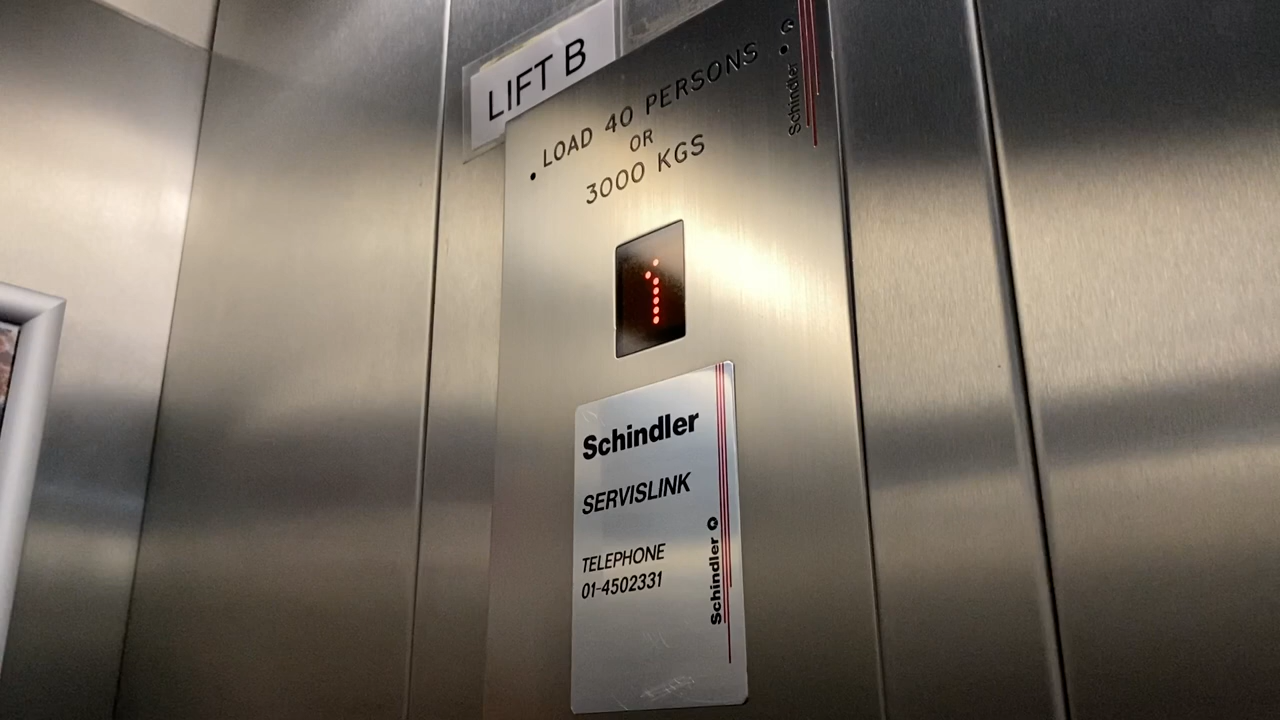 LIFT B
LOAD 40 PERSONS
OR
3000 KGS
Schindler
1
Schindler
SERVISLINK
TELEPHONE
01-4502331
Schindler